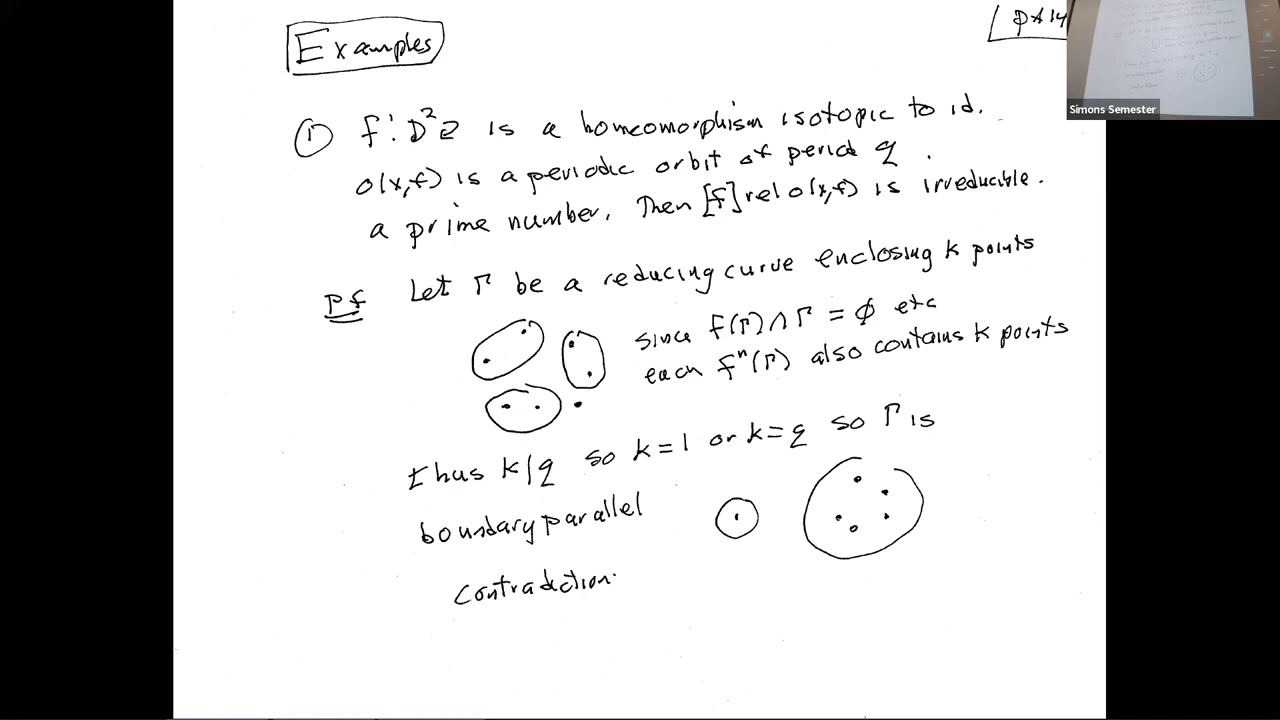 Examples
pA 14
Simons Semester
① f: D²⟲ is a homeomorphism isotopic to id.
o(x,f) is a periodic orbit of period q
a prime number. Then [f] rel o(x,f) is irreducible.
Pf Let Γ be a reducing curve enclosing k points
since f(Γ)∩Γ = ∅ etc
each fⁿ(Γ) also contains k points
thus k|q so k=1 or k=q so Γ is
boundary parallel
contradiction.